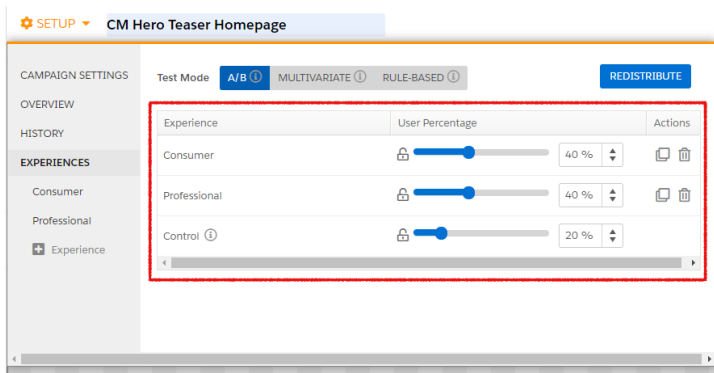 SETUP CM Hero Teaser Homepage
CAMPAIGN SETTINGS
OVERVIEW
HISTORY
EXPERIENCES
Consumer
Professional
Experience
Test Mode A/B MULTIVARIATE RULE-BASED REDISTRIBUTE
Experience User Percentage Actions
Consumer 40 %
Professional 40 %
Control 20 %